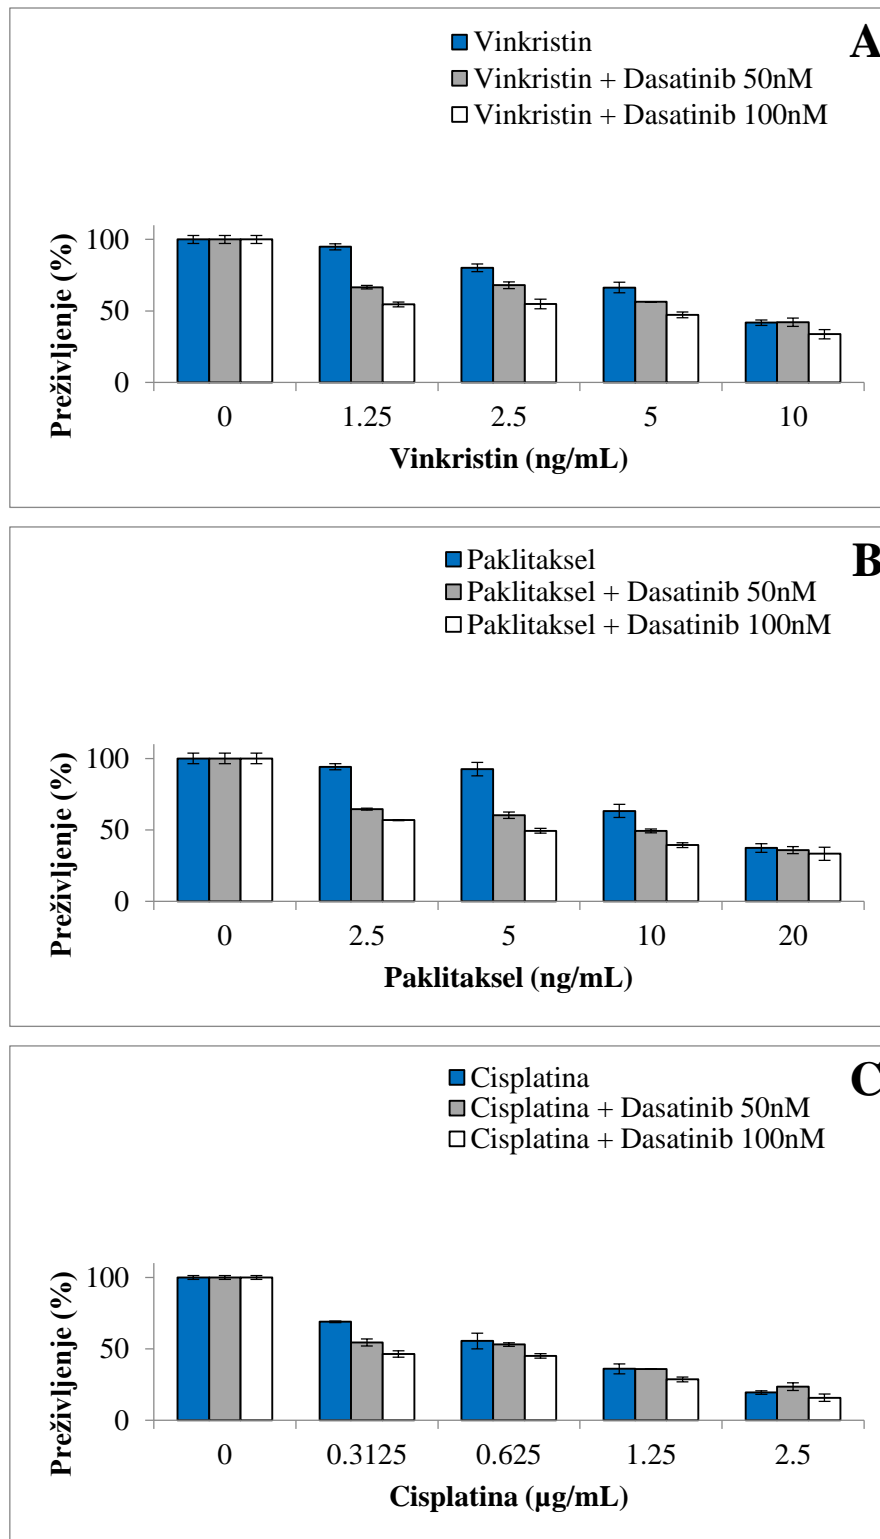 A
Vinkristin
Vinkristin + Dasatinib 50nM
Vinkristin + Dasatinib 100nM
Preživljenje (%)
100
50
0
0 1.25 2.5 5 10
Vinkristin (ng/mL)
B
Paklitaksel
Paklitaksel + Dasatinib 50nM
Paklitaksel + Dasatinib 100nM
Preživljenje (%)
100
50
0
0 2.5 5 10 20
Paklitaksel (ng/mL)
C
Cisplatina
Cisplatina + Dasatinib 50nM
Cisplatina + Dasatinib 100nM
Preživljenje (%)
100
50
0
0 0.3125 0.625 1.25 2.5
Cisplatina (µg/mL)